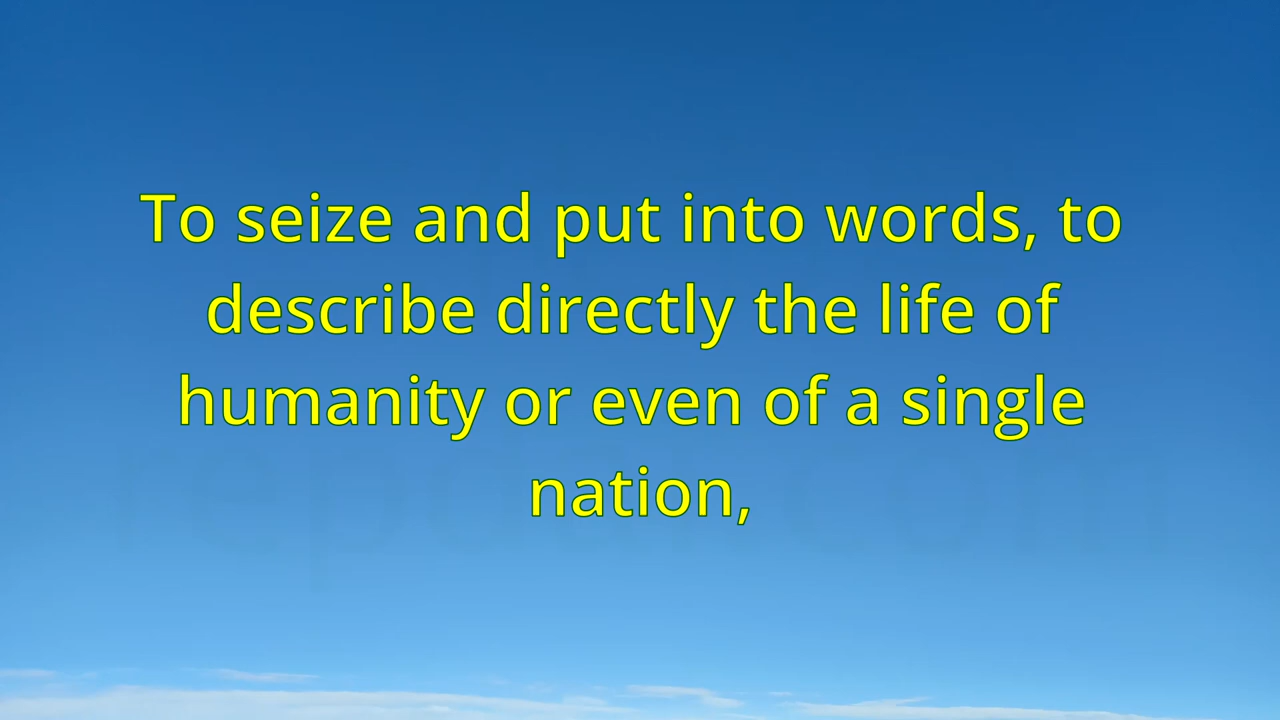 To seize and put into words, to
describe directly the life of
humanity or even of a single
nation,